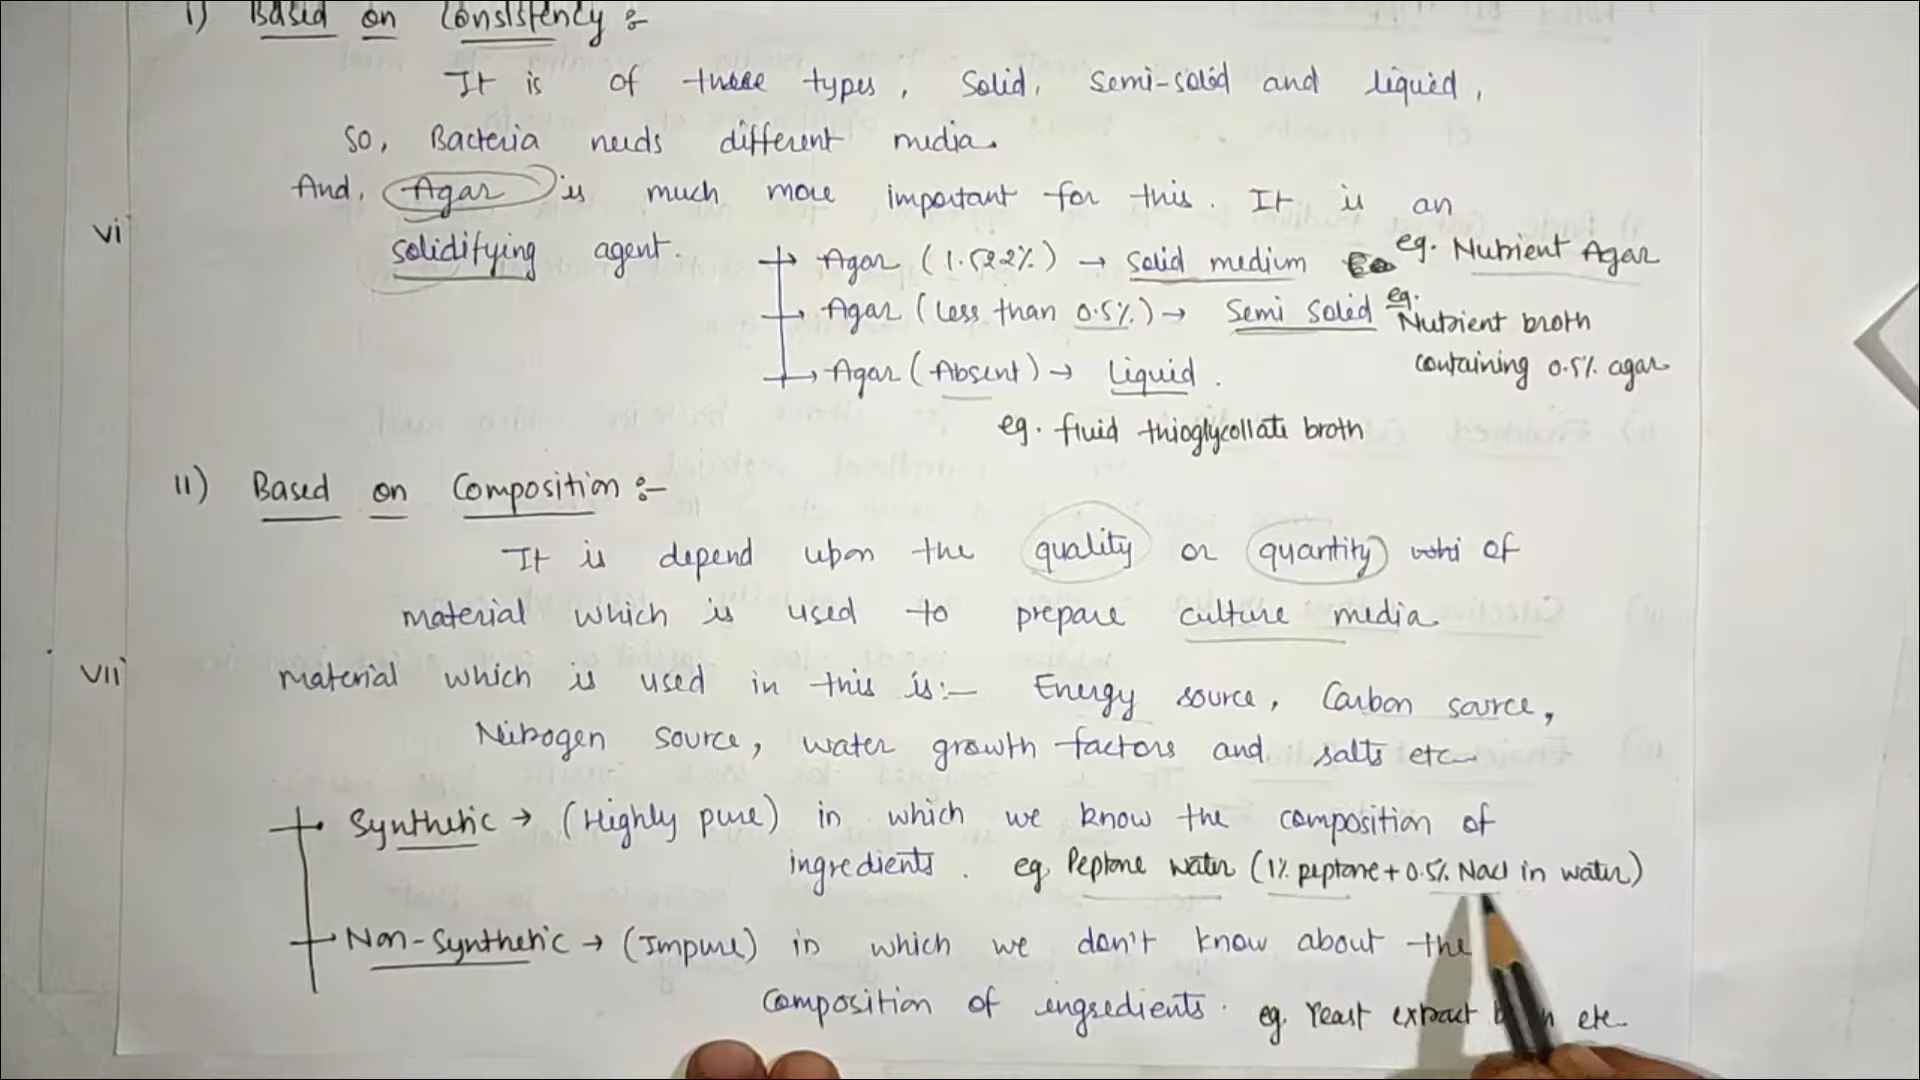 i) Based on Consistency :-
It is of these types, Solid, Semi-solid and liquid,
so, Bacteria needs different media.
And, Agar is much more important for this. It is an
vi
solidifying agent.
Agar ( ) → Solid medium eg. Nutrient Agar
Agar (less than 0.5%) → Semi Solid eg. Nutrient broth
containing 0.5% agar
Agar (Absent) → Liquid.
eg. fluid thioglycollate broth
II) Based on Composition :-
It is depend upon the quality or quantity of
material which is used to prepare culture media.
vii
material which is used in this is:- Energy source, Carbon source,
Nitrogen source, water growth factors and salts etc
Synthetic → (Highly pure) in which we know the composition of
ingredients. eg. Peptone water (1% peptone + 0.5% Nacl in water)
Non-Synthetic → (Impure) in which we don't know about the
composition of ingredients. eg. Yeast extract etc.